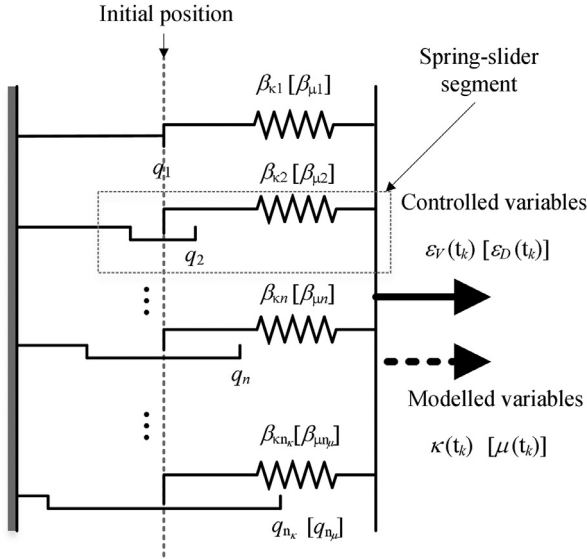 Initial position
Spring-slider
segment
βκ1 [βμ1]
q1
βκ2 [βμ2]
Controlled variables
εV(tk) [εD(tk)]
q2
βκn [βμn]
qn
Modelled variables
κ(tk) [μ(tk)]
βκnκ[βμnμ]
qnκ [qnμ]